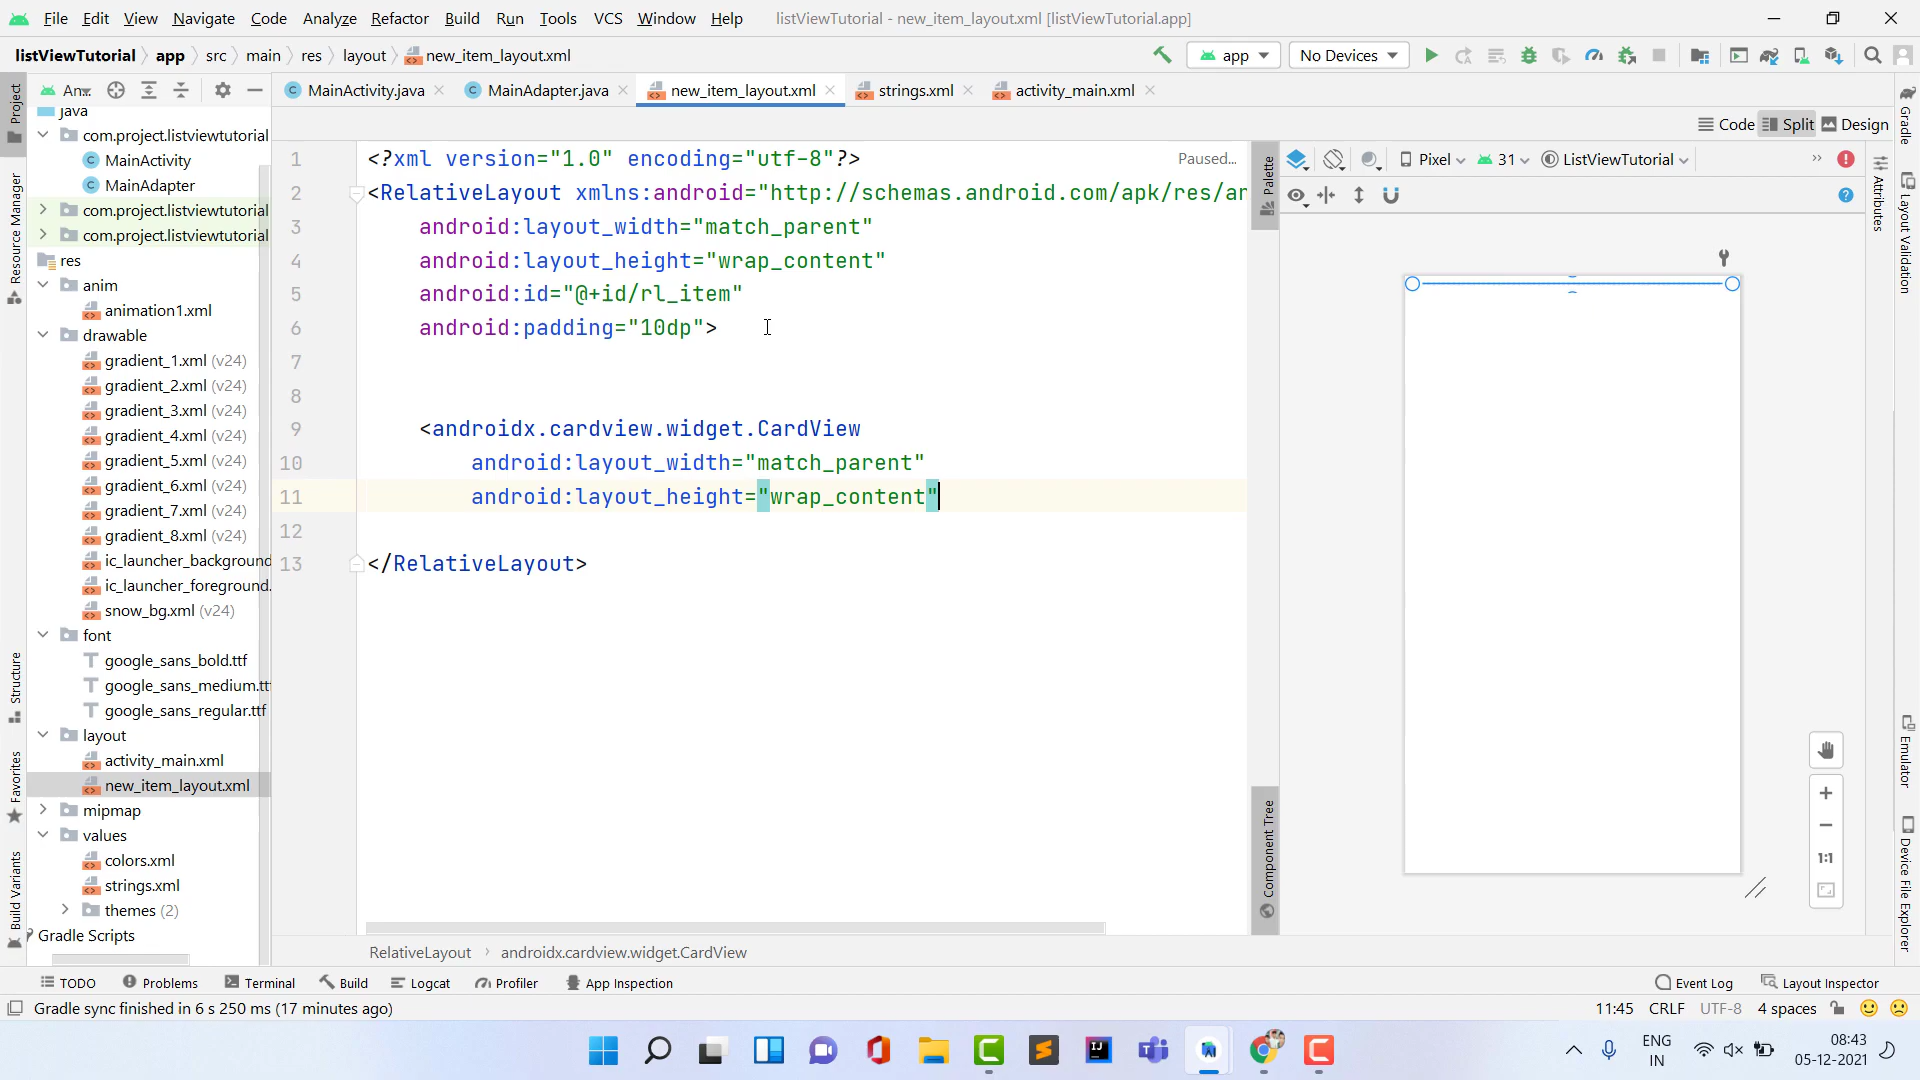 File Edit View Navigate Code Analyze Refactor Build Run Tools VCS Window Help listViewTutorial - new_item_layout.xml [listViewTutorial.app]
listViewTutorial app src main res layout new_item_layout.xml app No Devices
MainActivity.java MainAdapter.java new_item_layout.xml strings.xml activity_main.xml
Code Split Design
Project
Resource Manager
Structure
Favorites
Build Variants
java
com.project.listviewtutorial
MainActivity
MainAdapter
com.project.listviewtutorial
com.project.listviewtutorial
res
anim
animation1.xml
drawable
gradient_1.xml (v24)
gradient_2.xml (v24)
gradient_3.xml (v24)
gradient_4.xml (v24)
gradient_5.xml (v24)
gradient_6.xml (v24)
gradient_7.xml (v24)
gradient_8.xml (v24)
ic_launcher_background
ic_launcher_foreground.
snow_bg.xml (v24)
font
google_sans_bold.ttf
google_sans_medium.ttf
google_sans_regular.ttf
layout
activity_main.xml
new_item_layout.xml
mipmap
values
colors.xml
strings.xml
themes (2)
Gradle Scripts
1 <?xml version="1.0" encoding="utf-8"?>
2 <RelativeLayout xmlns:android="http://schemas.android.com/apk/res/an
3 android:layout_width="match_parent"
4 android:layout_height="wrap_content"
5 android:id="@+id/rl_item"
6 android:padding="10dp">
7
8
9 <androidx.cardview.widget.CardView
10 android:layout_width="match_parent"
11 android:layout_height="wrap_content"
12
13 </RelativeLayout>
Paused...
RelativeLayout androidx.cardview.widget.CardView
Palette
Component Tree
Pixel 31 ListViewTutorial
1:1
Attributes
Gradle
Layout Validation
Emulator
Device File Explorer
TODO Problems Terminal Build Logcat Profiler App Inspection Event Log Layout Inspector
Gradle sync finished in 6 s 250 ms (17 minutes ago) 11:45 CRLF UTF-8 4 spaces
ENG
IN
08:43
05-12-2021